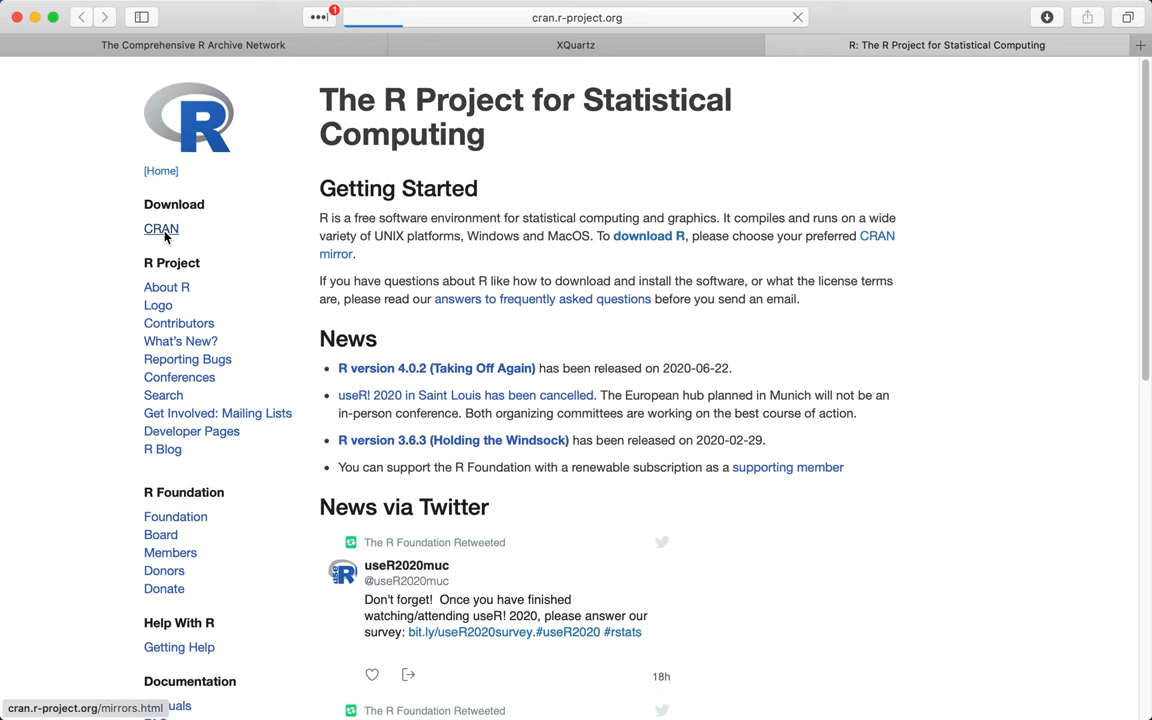 1
cran.r-project.org
The Comprehensive R Archive Network
XQuartz
R: The R Project for Statistical Computing
R
[Home]
Download
CRAN
R Project
About R
Logo
Contributors
What's New?
Reporting Bugs
Conferences
Search
Get Involved: Mailing Lists
Developer Pages
R Blog
R Foundation
Foundation
Board
Members
Donors
Donate
Help With R
Getting Help
Documentation
uals
cran.r-project.org/mirrors.html
The R Project for Statistical
Computing
Getting Started
R is a free software environment for statistical computing and graphics. It compiles and runs on a wide
variety of UNIX platforms, Windows and MacOS. To download R, please choose your preferred CRAN
mirror.
If you have questions about R like how to download and install the software, or what the license terms
are, please read our answers to frequently asked questions before you send an email.
News
• R version 4.0.2 (Taking Off Again) has been released on 2020-06-22.
• useR! 2020 in Saint Louis has been cancelled. The European hub planned in Munich will not be an
in-person conference. Both organizing committees are working on the best course of action.
• R version 3.6.3 (Holding the Windsock) has been released on 2020-02-29.
• You can support the R Foundation with a renewable subscription as a supporting member
News via Twitter
The R Foundation Retweeted
useR2020muc
@useR2020muc
Don't forget! Once you have finished
watching/attending useR! 2020, please answer our
survey: bit.ly/useR2020survey.#useR2020 #rstats
18h
The R Foundation Retweeted